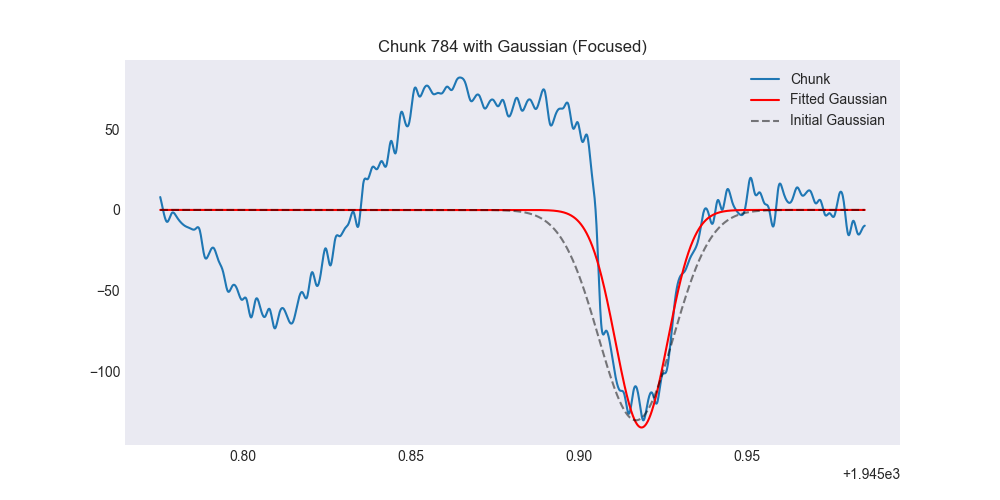 Chunk 784 with Gaussian (Focused)
Chunk
Fitted Gaussian
Initial Gaussian
50
0
−50
−100
0.80 0.85 0.90 0.95
+1.945e3